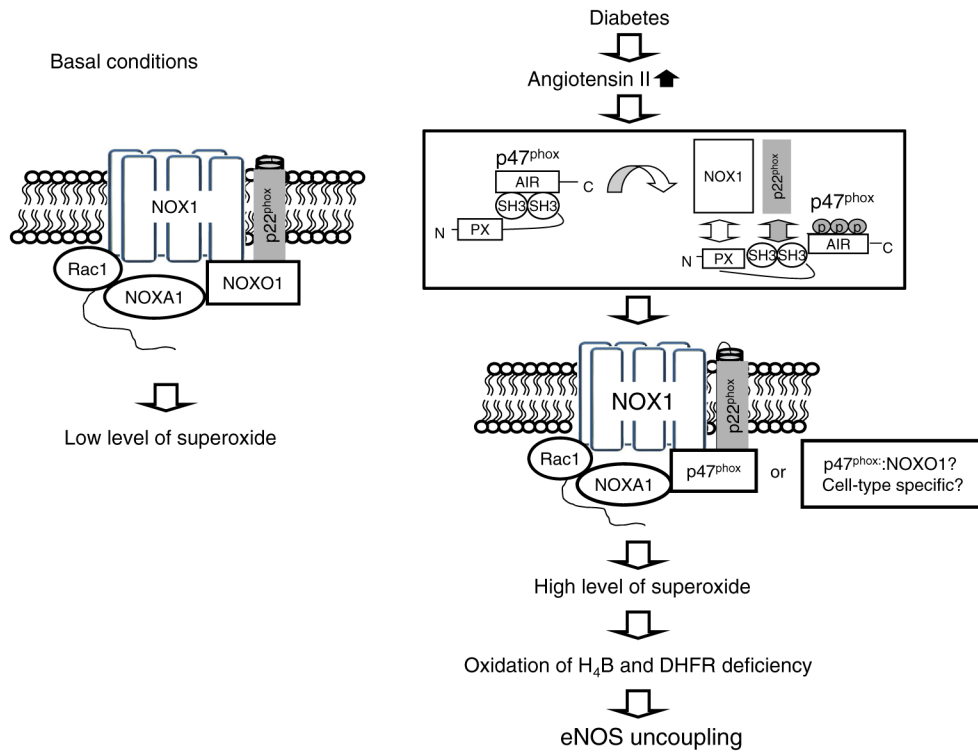 Basal conditions
NOX1
p22phox
Rac1
NOXA1
NOXO1
Low level of superoxide
Diabetes
Angiotensin II
p47phox
AIR
C
SH3 SH3
N
PX
NOX1
p22phox
p47phox
p p p
AIR
C
N
PX
SH3 SH3
NOX1
p22phox
Rac1
NOXA1
p47phox
or
p47phox::NOXO1?
Cell-type specific?
High level of superoxide
Oxidation of H4B and DHFR deficiency
eNOS uncoupling